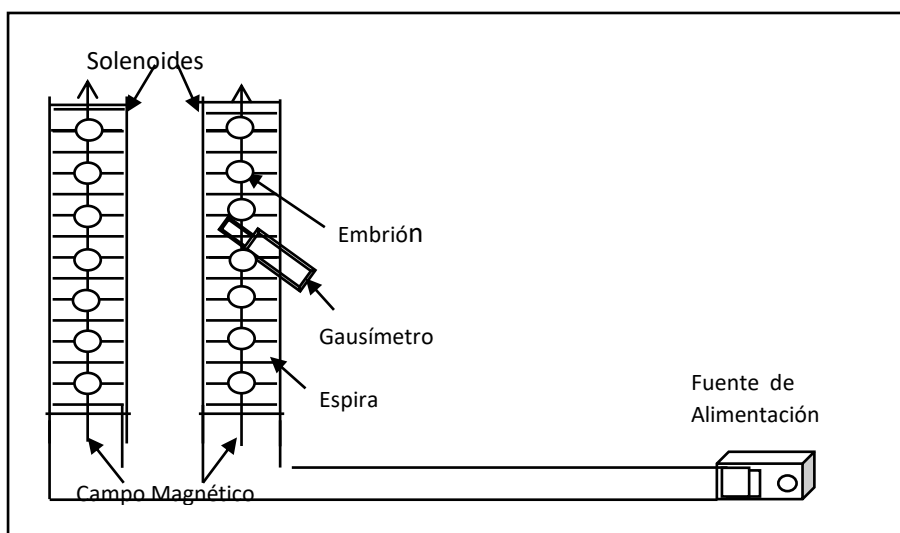 Solenoides
Embrión
Gausímetro
Espira
Fuente de
Alimentación
Campo Magnético